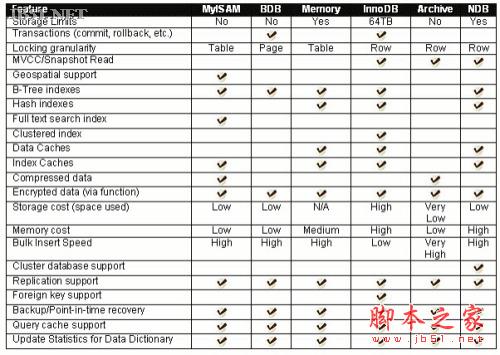 Feature MyISAM BDB Memory InnoDB Archive NDB
Storage Limits No No Yes 64TB No Yes
Transactions (commit, rollback, etc.)
Locking granularity Table Page Table Row Row Row
MVCC/Snapshot Read
Geospatial support
B-Tree indexes
Hash indexes
Full text search index
Clustered index
Data Caches
Index Caches
Compressed data
Encrypted data (via function)
Storage cost (space used) Low Low N/A High Very Low Low
Memory cost Low Low Medium High Low High
Bulk Insert Speed High High High Low Very High High
Cluster database support
Replication support
Foreign key support
Backup/Point-in-time recovery
Query cache support
Update Statistics for Data Dictionary
脚本之家
www.jb51.net